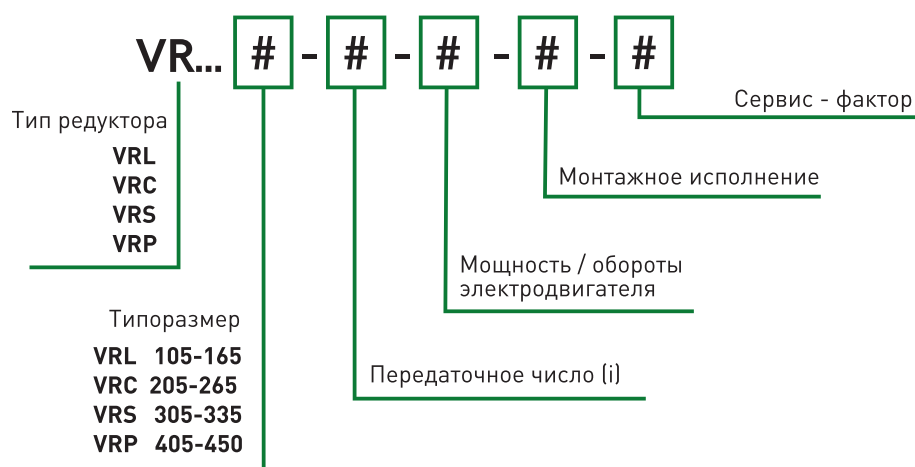 VR... # - # - # - # - #
Сервис - фактор
Тип редуктора
VRL
VRC
VRS
VRP
Монтажное исполнение
Мощность / обороты
электродвигателя
Типоразмер
VRL 105-165
VRC 205-265
VRS 305-335
VRP 405-450
Передаточное число (i)